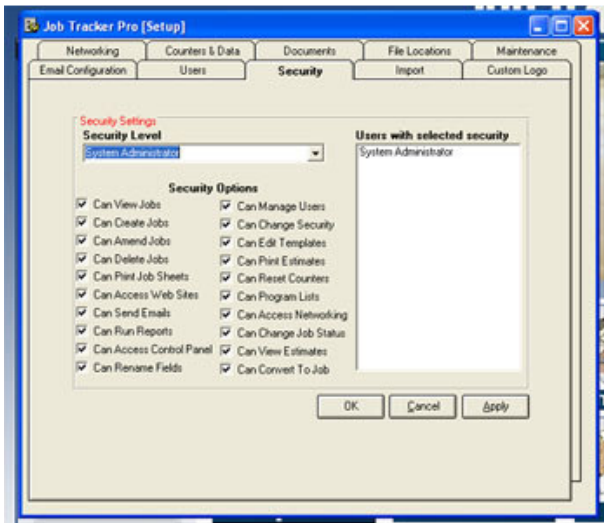 Job Tracker Pro [Setup]
Networking Counters & Data Documents File Locations Maintenance
Email Configuration Users Security Import Custom Logo
Security Settings
Security Level Users with selected security
System Administrator System Administrator
Security Options
Can View Jobs Can Manage Users
Can Create Jobs Can Change Security
Can Amend Jobs Can Edit Templates
Can Delete Jobs Can Print Estimates
Can Print Job Sheets Can Reset Counters
Can Access Web Sites Can Program Lists
Can Send Emails Can Access Networking
Can Run Reports Can Change Job Status
Can Access Control Panel Can View Estimates
Can Rename Fields Can Convert To Job
OK Cancel Apply